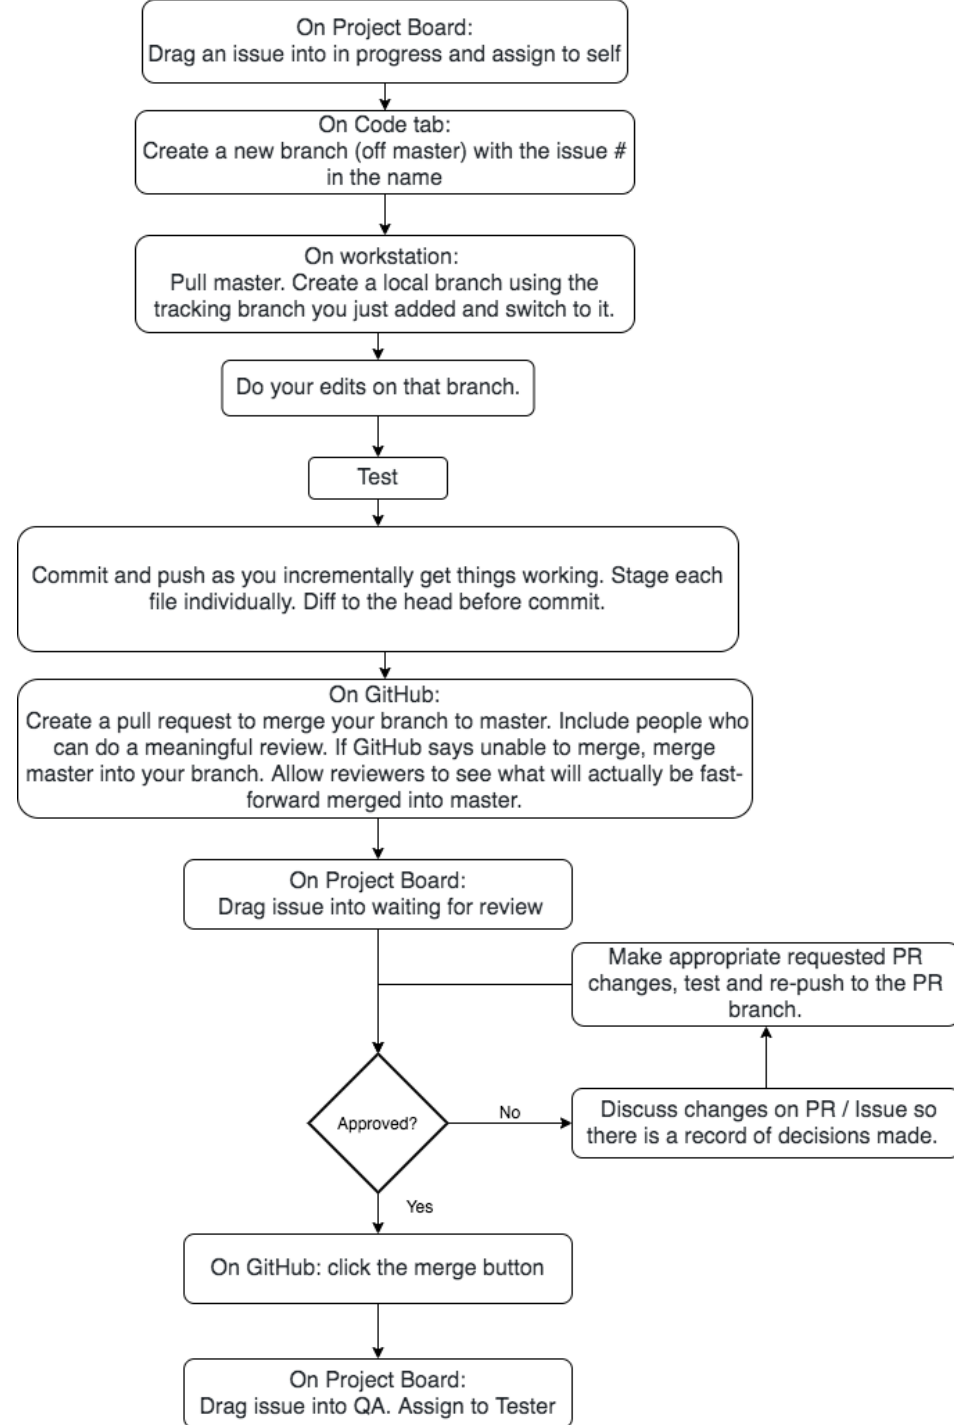 On Project Board:
Drag an issue into in progress and assign to self
On Code tab:
Create a new branch (off master) with the issue #
in the name
On workstation:
Pull master. Create a local branch using the
tracking branch you just added and switch to it.
Do your edits on that branch.
Test
Commit and push as you incrementally get things working. Stage each
file individually. Diff to the head before commit.
On GitHub:
Create a pull request to merge your branch to master. Include people who
can do a meaningful review. If GitHub says unable to merge, merge
master into your branch. Allow reviewers to see what will actually be fast-
forward merged into master.
On Project Board:
Drag issue into waiting for review
Make appropriate requested PR
changes, test and re-push to the PR
branch.
Approved?
No
Discuss changes on PR / Issue so
there is a record of decisions made.
Yes
On GitHub: click the merge button
On Project Board:
Drag issue into QA. Assign to Tester